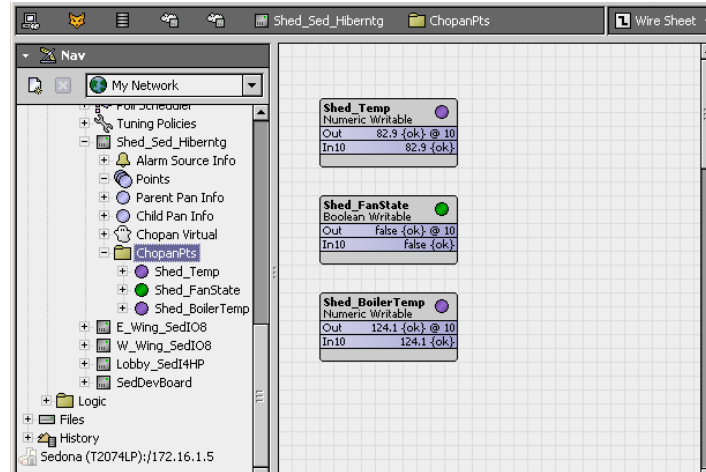 Shed_Sed_Hiberntg
ChopanPts
Wire Sheet
Nav
My Network
Poll Scheduler
Tuning Policies
Shed_Sed_Hiberntg
Alarm Source Info
Points
Parent Pan Info
Child Pan Info
Chopan Virtual
ChopanPts
Shed_Temp
Shed_FanState
Shed_BoilerTemp
E_Wing_SedIO8
W_Wing_SedIO8
Lobby_SedI4HP
SedDevBoard
Logic
Files
History
Sedona (T2074LP):/172.16.1.5
Shed_Temp
Numeric Writable
Out 82.9 {ok} @ 10
In10 82.9 {ok}
Shed_FanState
Boolean Writable
Out false {ok} @ 10
In10 false {ok}
Shed_BoilerTemp
Numeric Writable
Out 124.1 {ok} @ 10
In10 124.1 {ok}